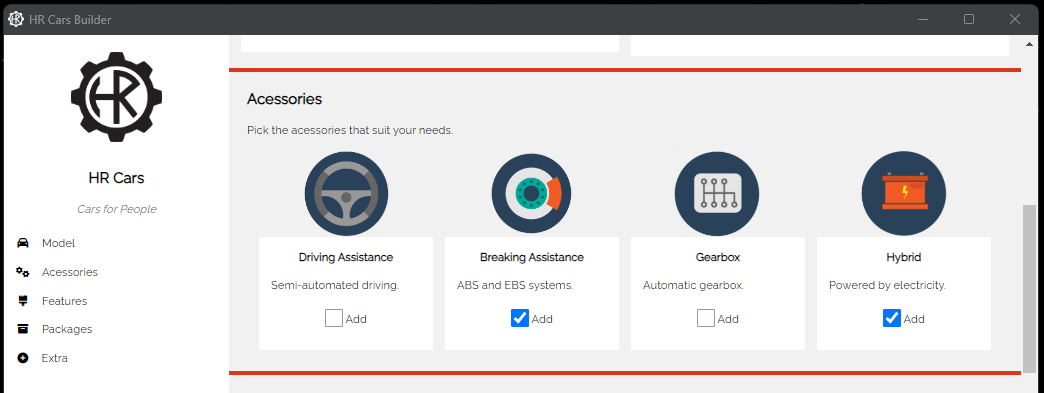 HR Cars Builder
HR
HR Cars
Cars for People
Model
Acessories
Features
Packages
Extra
Acessories
Pick the acessories that suit your needs.
Driving Assistance
Semi-automated driving.
Add
Breaking Assistance
ABS and EBS systems.
Add
Gearbox
Automatic gearbox.
Add
Hybrid
Powered by electricity.
Add